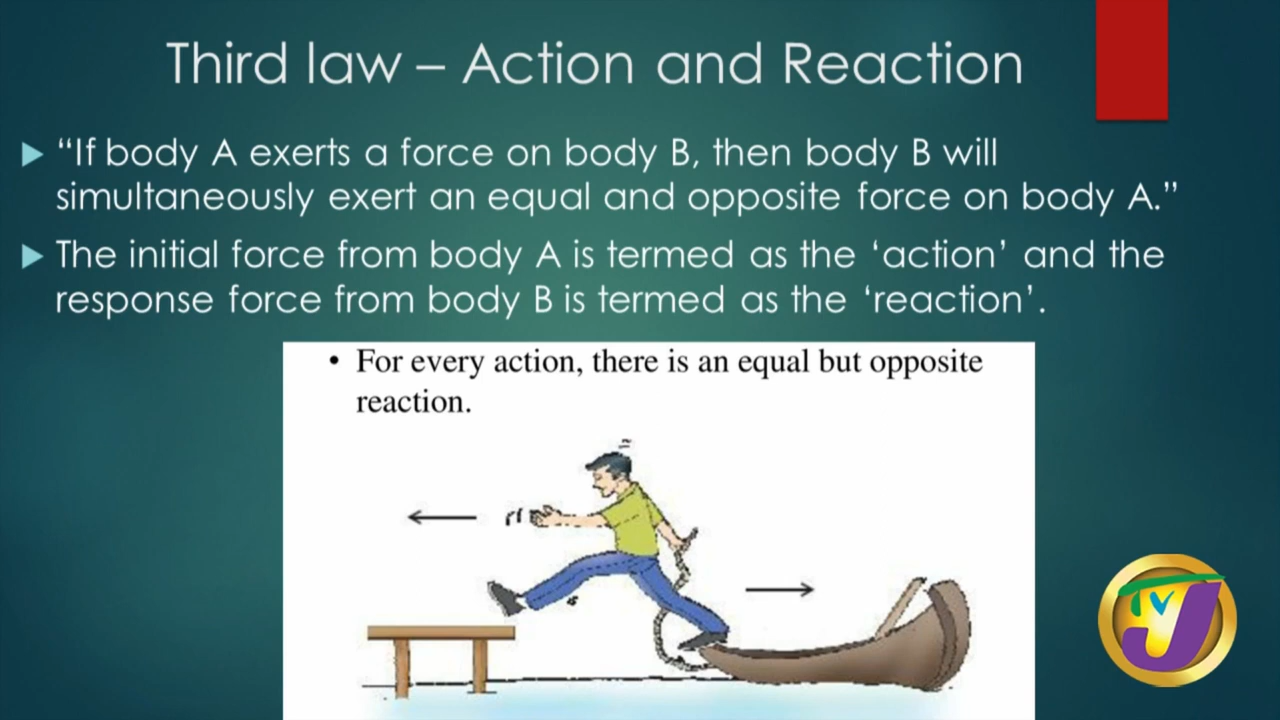 Third law – Action and Reaction
“If body A exerts a force on body B, then body B will
simultaneously exert an equal and opposite force on body A.”
The initial force from body A is termed as the ‘action’ and the
response force from body B is termed as the ‘reaction’.
• For every action, there is an equal but opposite
reaction.
TVJ